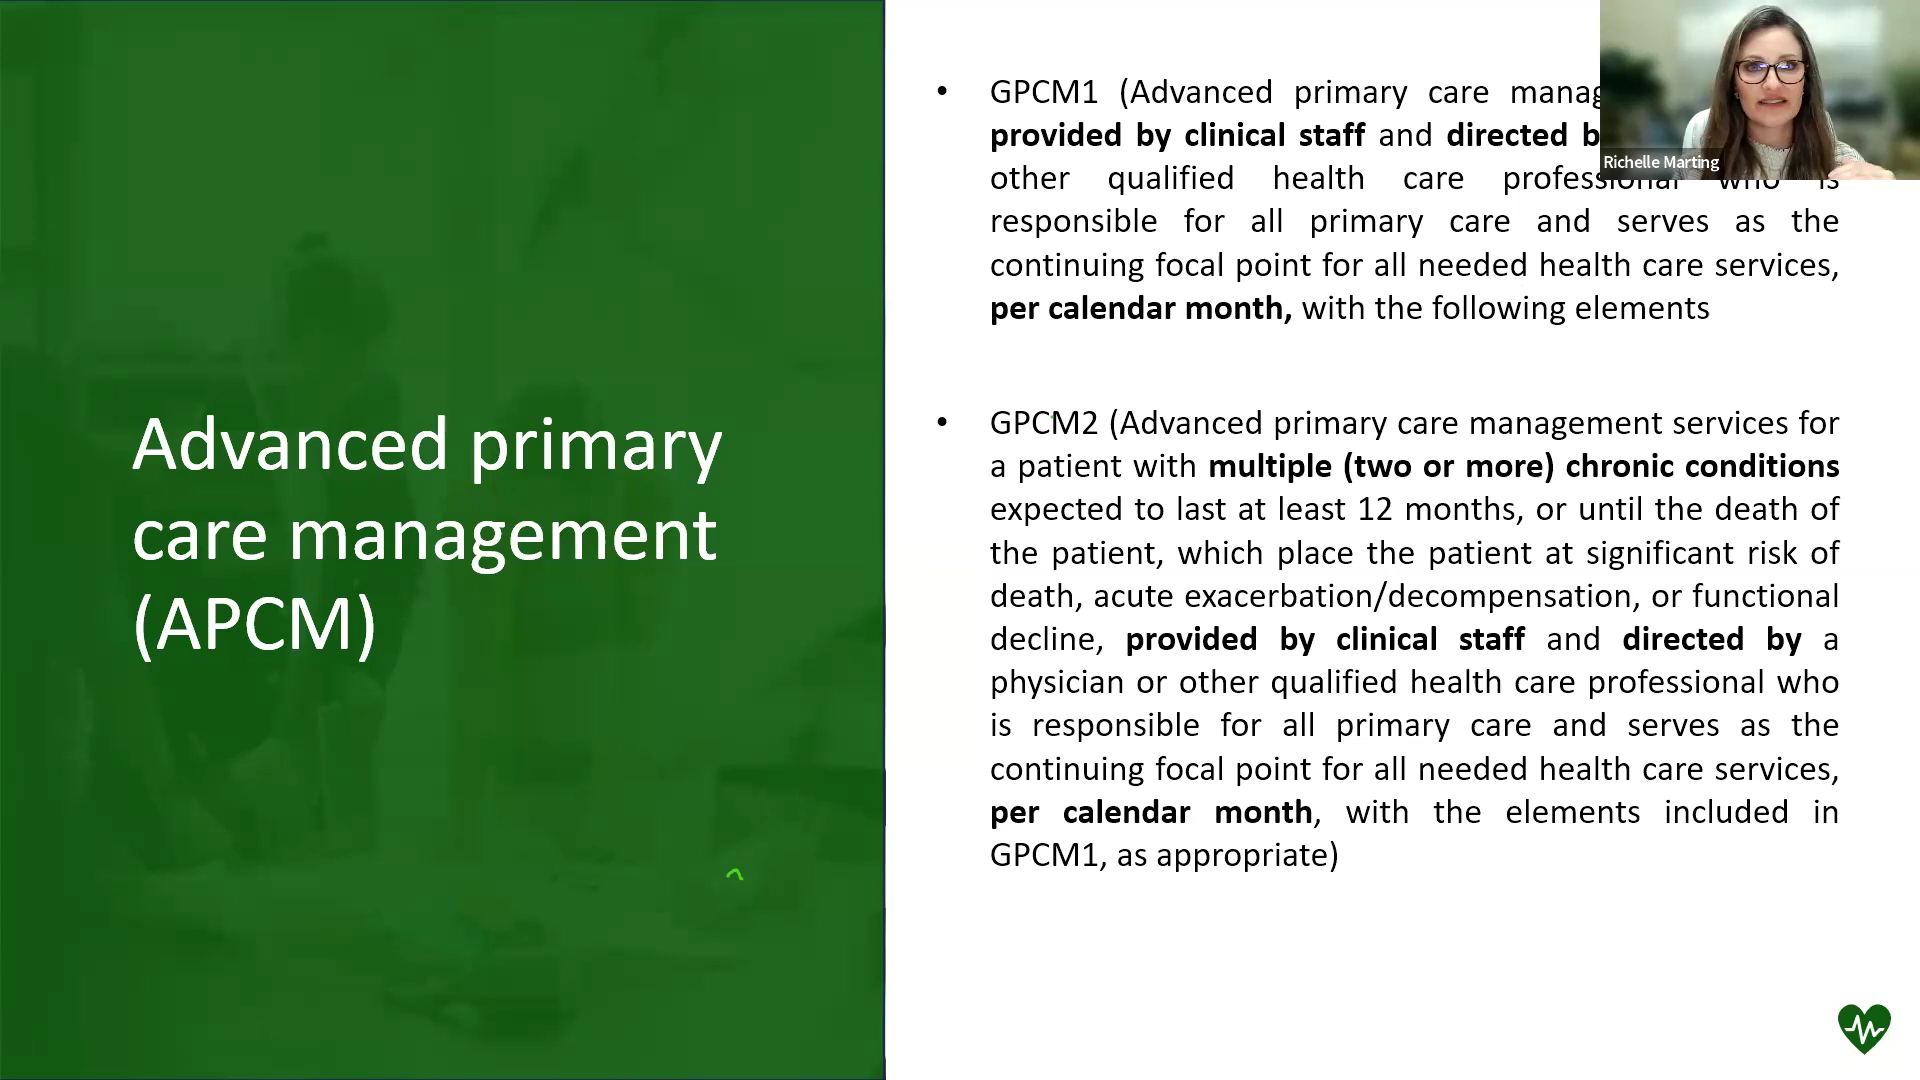 Advanced primary
care management
(APCM)
• GPCM1 (Advanced primary care
provided by clinical staff and directed
other qualified health care professional who is
responsible for all primary care and serves as the
continuing focal point for all needed health care services,
per calendar month, with the following elements
• GPCM2 (Advanced primary care management services for
a patient with multiple (two or more) chronic conditions
expected to last at least 12 months, or until the death of
the patient, which place the patient at significant risk of
death, acute exacerbation/decompensation, or functional
decline, provided by clinical staff and directed by a
physician or other qualified health care professional who
is responsible for all primary care and serves as the
continuing focal point for all needed health care services,
per calendar month, with the elements included in
GPCM1, as appropriate)
Richelle Marting